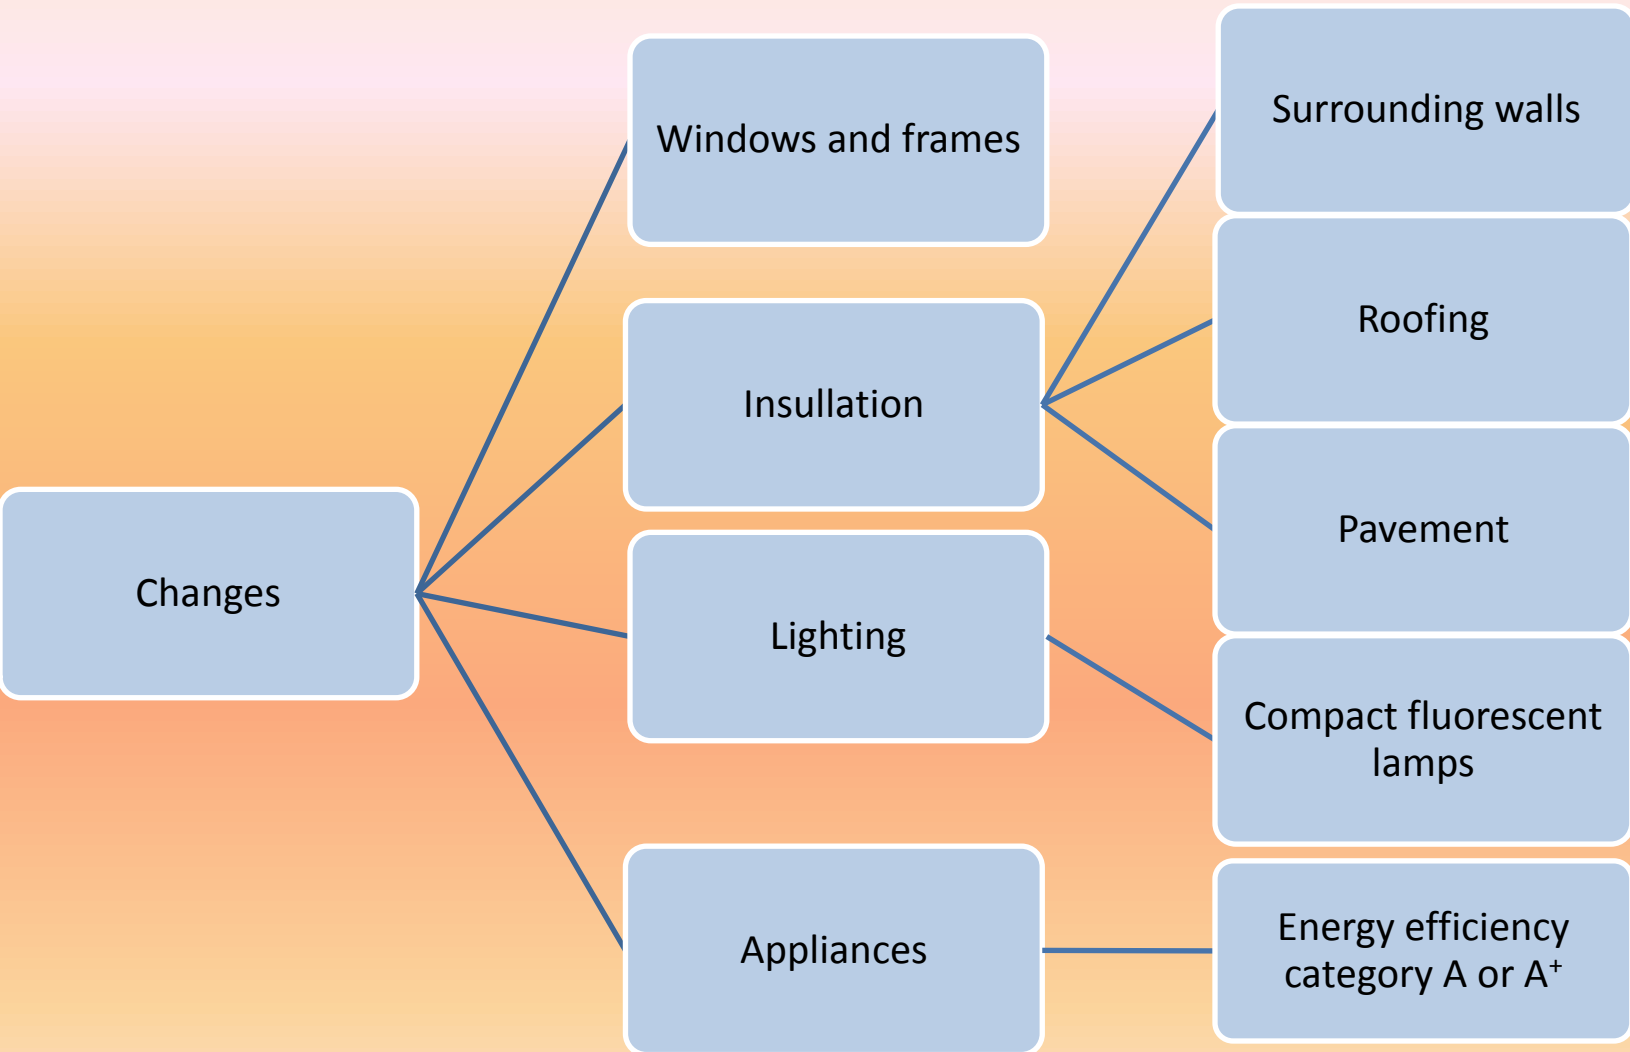 Changes
Windows and frames
Insullation
Lighting
Appliances
Surrounding walls
Roofing
Pavement
Compact fluorescent
lamps
Energy efficiency
category A or A⁺